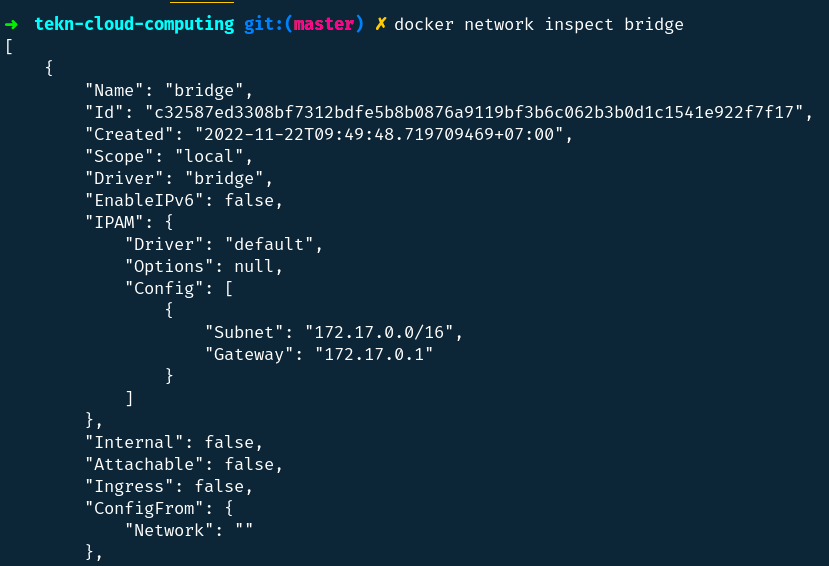 ➜  tekn-cloud-computing git:(master) ✗ docker network inspect bridge
[
    {
        "Name": "bridge",
        "Id": "c32587ed3308bf7312bdfe5b8b0876a9119bf3b6c062b3b0d1c1541e922f7f17",
        "Created": "2022-11-22T09:49:48.719709469+07:00",
        "Scope": "local",
        "Driver": "bridge",
        "EnableIPv6": false,
        "IPAM": {
            "Driver": "default",
            "Options": null,
            "Config": [
                {
                    "Subnet": "172.17.0.0/16",
                    "Gateway": "172.17.0.1"
                }
            ]
        },
        "Internal": false,
        "Attachable": false,
        "Ingress": false,
        "ConfigFrom": {
            "Network": ""
        },